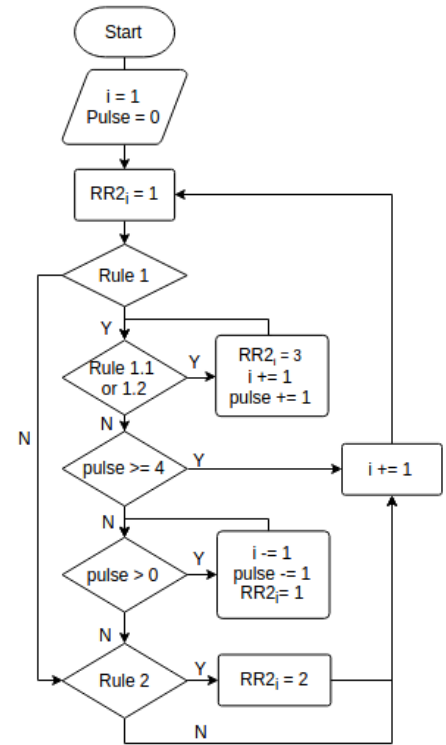 Start
i = 1
Pulse = 0
RR2i = 1
Rule 1
Y
Rule 1.1
or 1.2
Y
RR2i = 3
i += 1
pulse += 1
N
N
pulse >= 4
Y
i += 1
N
pulse > 0
Y
i -= 1
pulse -= 1
RR2i= 1
N
Rule 2
Y
RR2i = 2
N